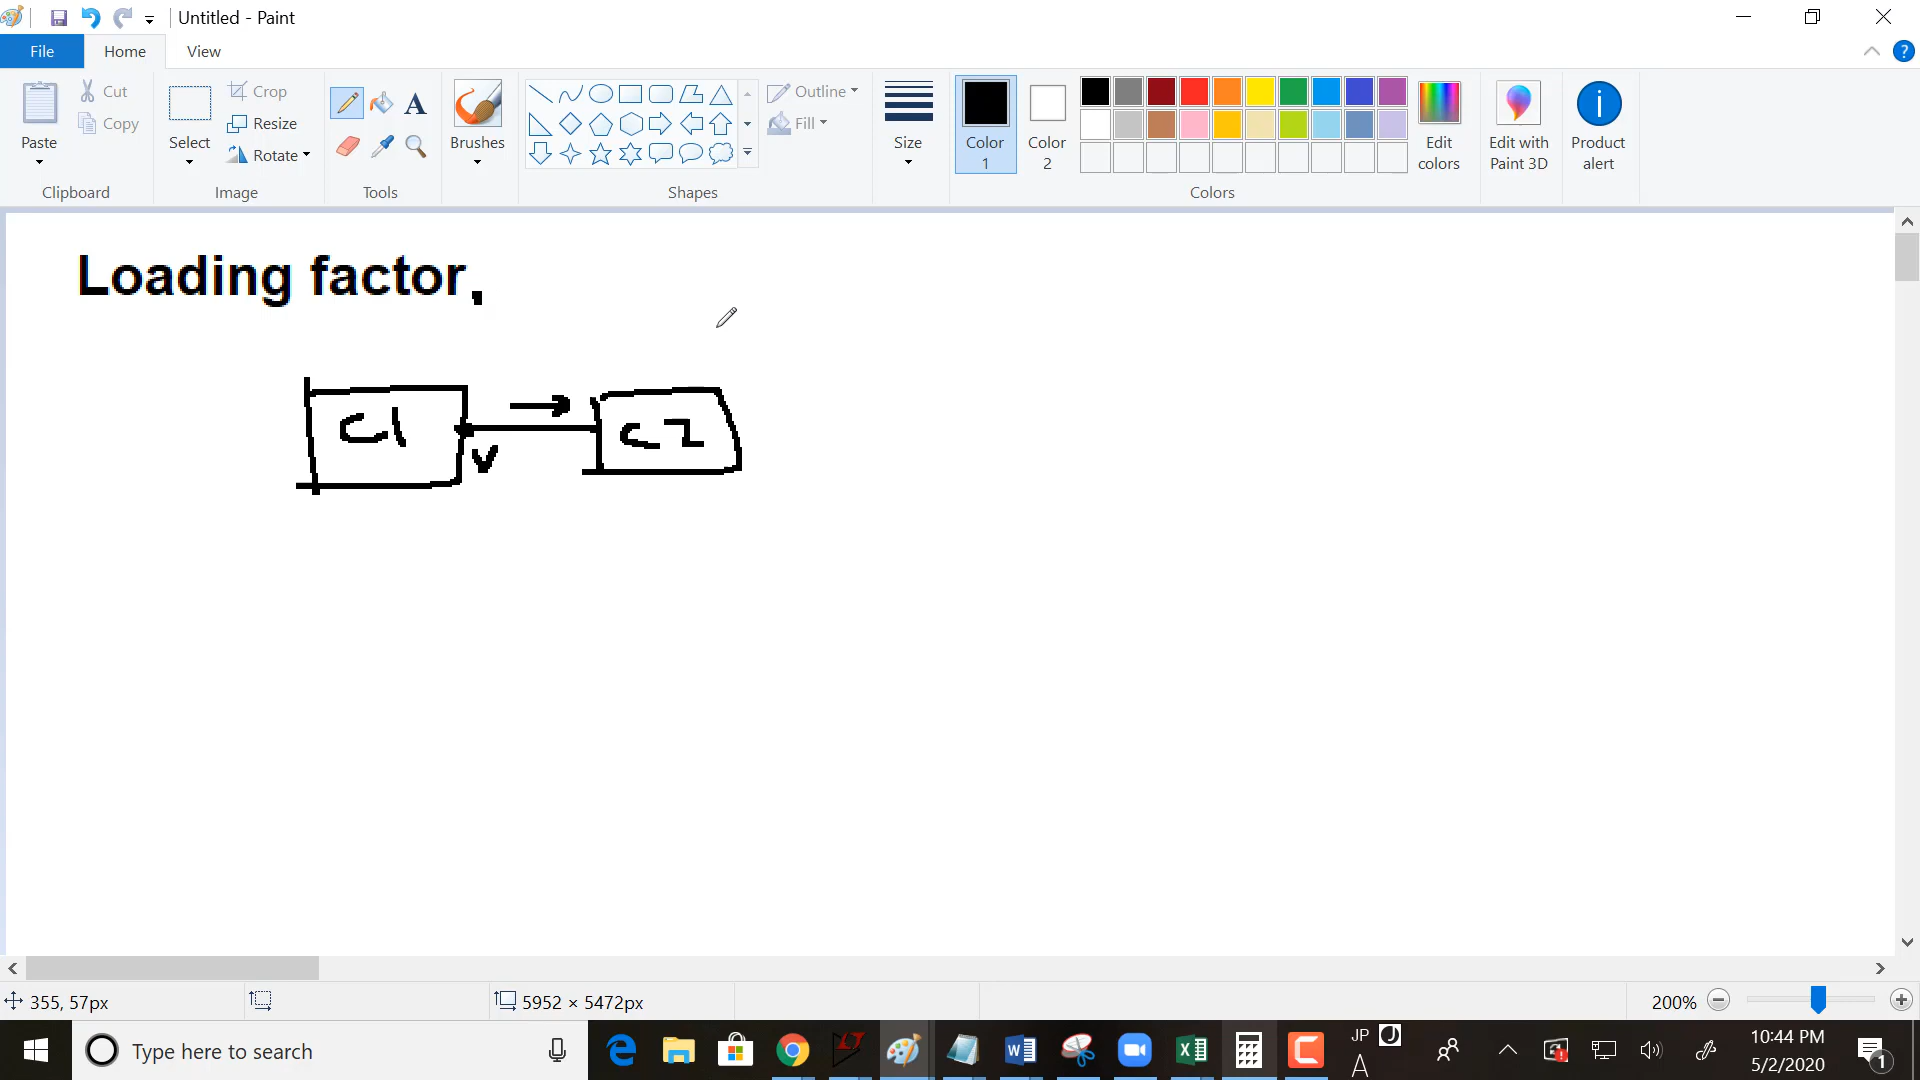 Untitled - Paint
File Home View
Paste
Cut
Copy
Clipboard
Select
Crop
Resize
Rotate
Image
Tools
Brushes
Shapes
Outline
Fill
Size
Color 1
Color 2
Colors
Edit colors
Edit with Paint 3D
Product alert
Loading factor,
C1
V
C2
355, 57px
5952 × 5472px
200%
Type here to search
JP
A
10:44 PM
5/2/2020
1